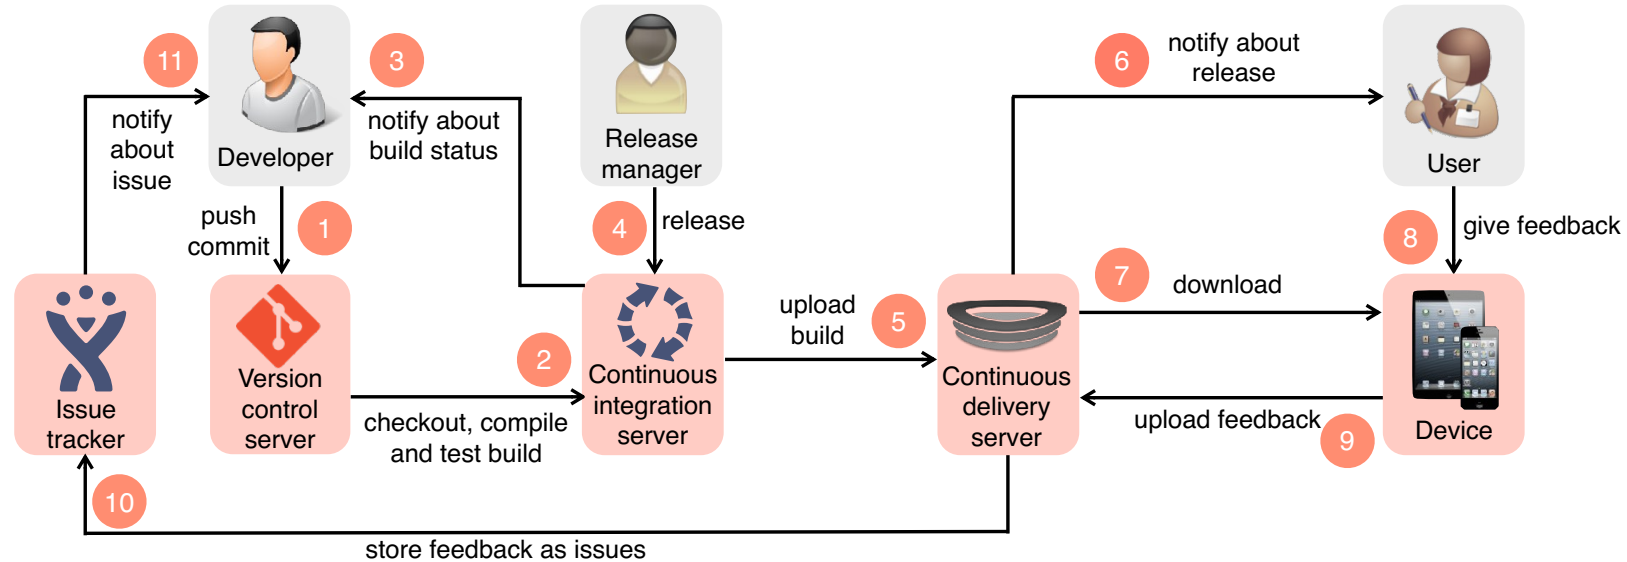 11
notify
about
issue
Developer
3
notify about
build status
Release
manager
6
notify about
release
User
push
commit
1
4
release
8
give feedback
Issue
tracker
Version
control
server
2
checkout, compile
and test build
Continuous
integration
server
upload
build
5
Continuous
delivery
server
7
download
upload feedback
9
Device
10
store feedback as issues